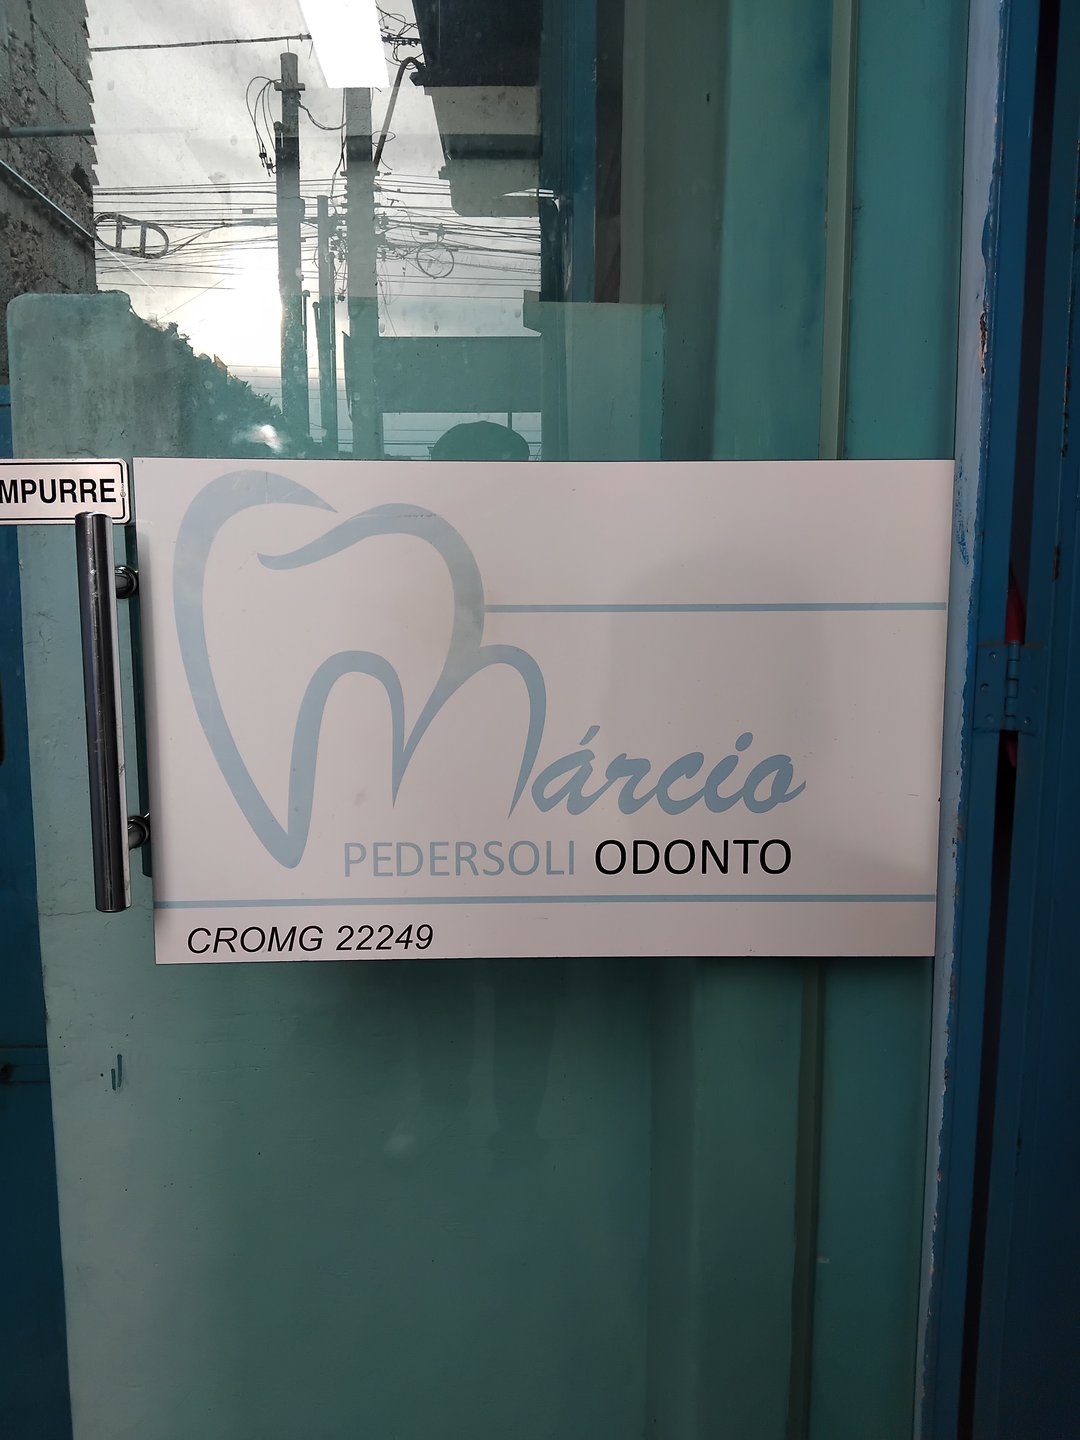 MPURRE
Márcio
PEDERSOLI ODONTO
CROMG 22249